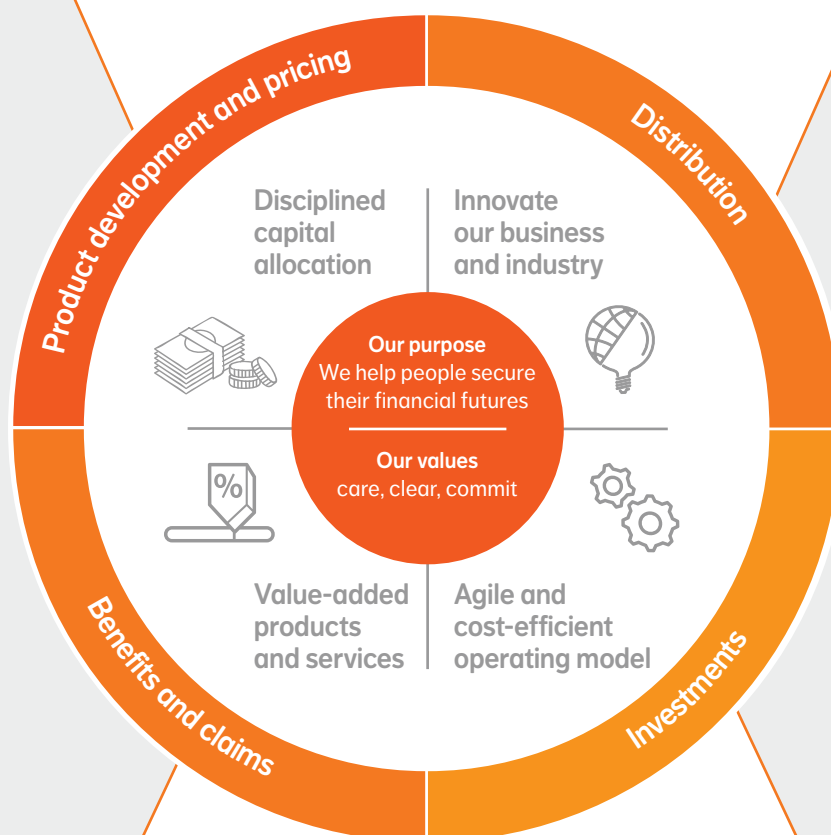 Product development and pricing
Distribution
Disciplined
capital
allocation
Innovate
our business
and industry
Our purpose
We help people secure
their financial futures
Our values
care, clear, commit
%
Value-added
products
and services
Agile and
cost-efficient
operating model
Benefits and claims
Investments